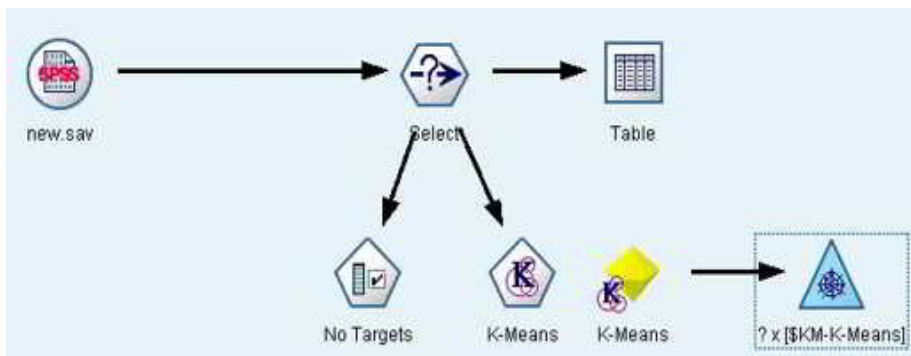 SPSS
new.sav
Select
Table
No Targets
K
K-Means
K
K-Means
? x [$KM-K-Means]